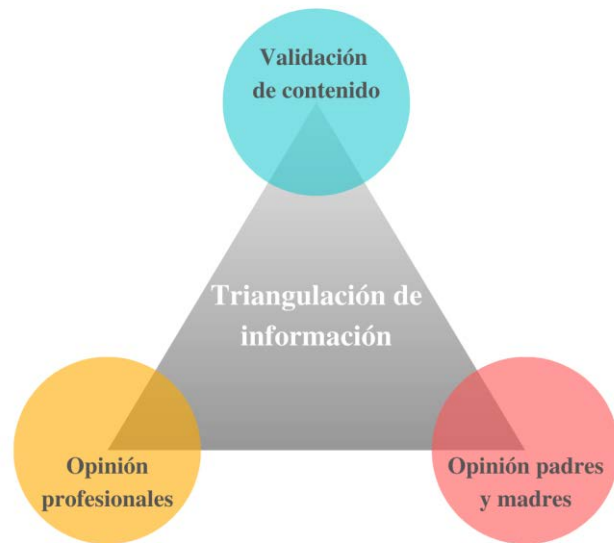 Validación
de contenido
Triangulación de
información
Opinión
profesionales
Opinión padres
y madres